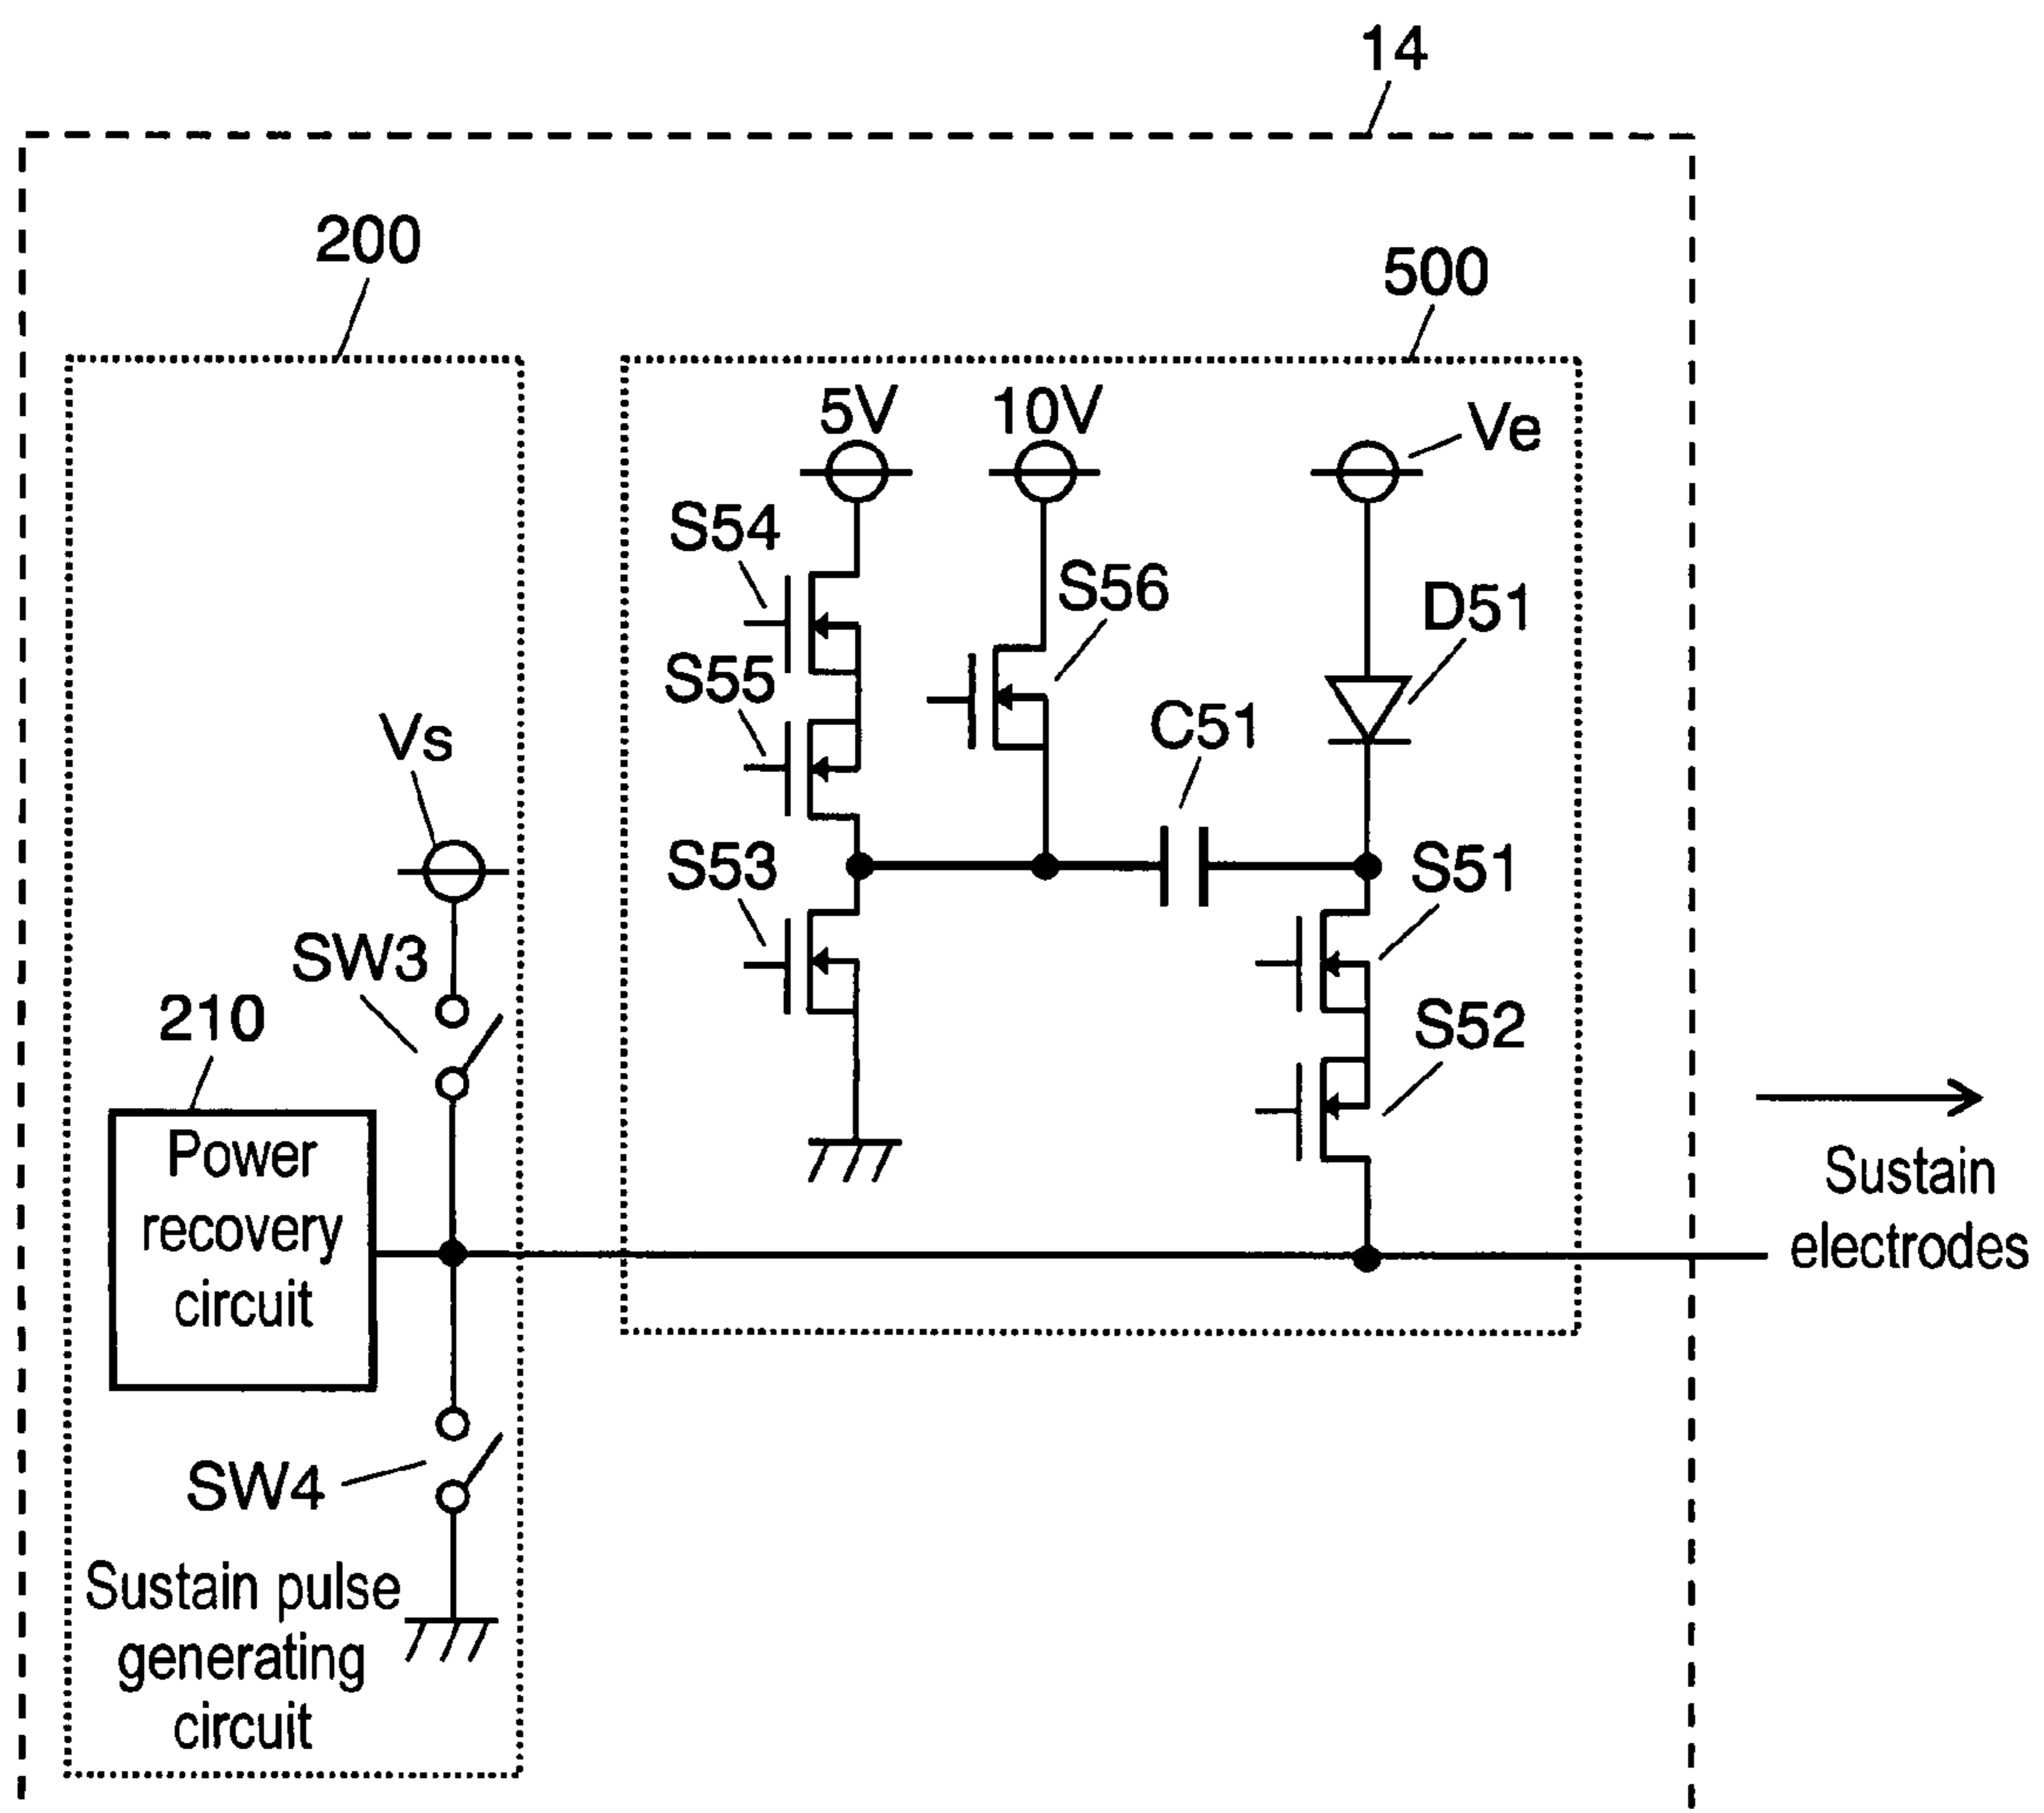 14
200
500
5V
10V
Ve
S54
S56
D51
S55
C51
Vs
S53
S51
SW3
210
S52
Power
recovery
circuit
Sustain
electrodes
SW4
Sustain pulse
generating
circuit